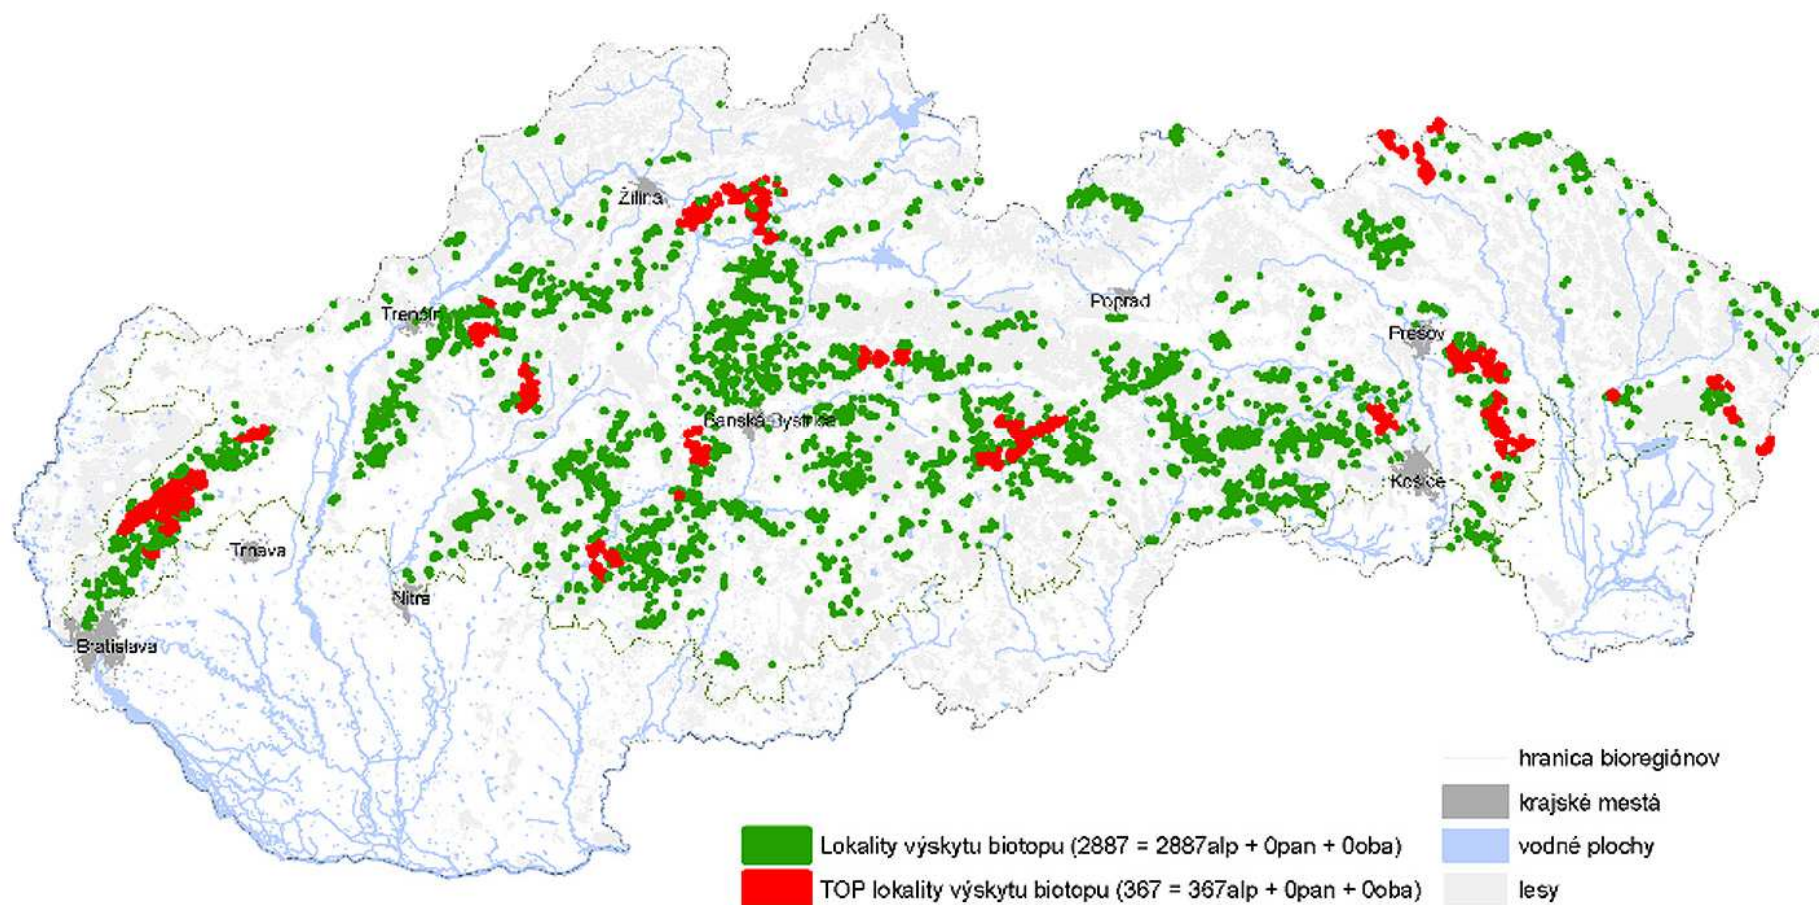 Žilina
Poprad
Trenčín
Prešov
Banská Bystrica
Košice
Trnava
Nitra
Bratislava
hranica bioregiónov
krajské mestá
Lokality výskytu biotopu (2887 = 2887alp + 0pan + 0oba)
vodné plochy
TOP lokality výskytu biotopu (367 = 367alp + 0pan + 0oba)
lesy